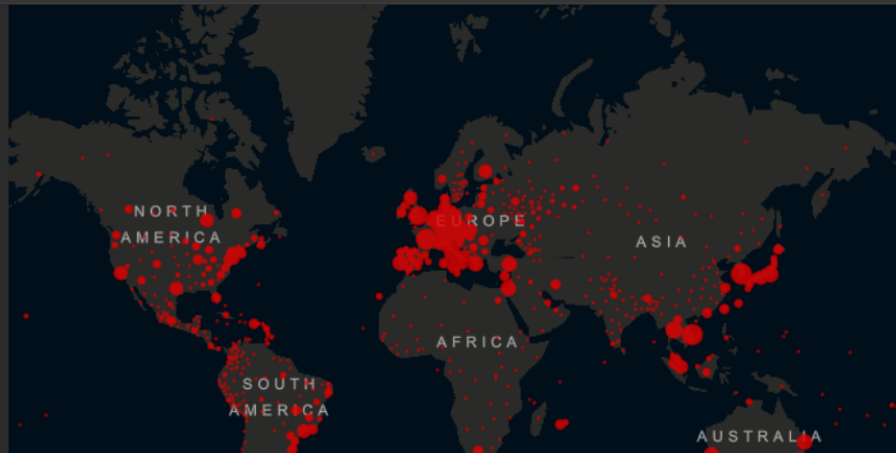 NORTH
AMERICA
EUROPE
ASIA
AFRICA
SOUTH
AMERICA
AUSTRALIA